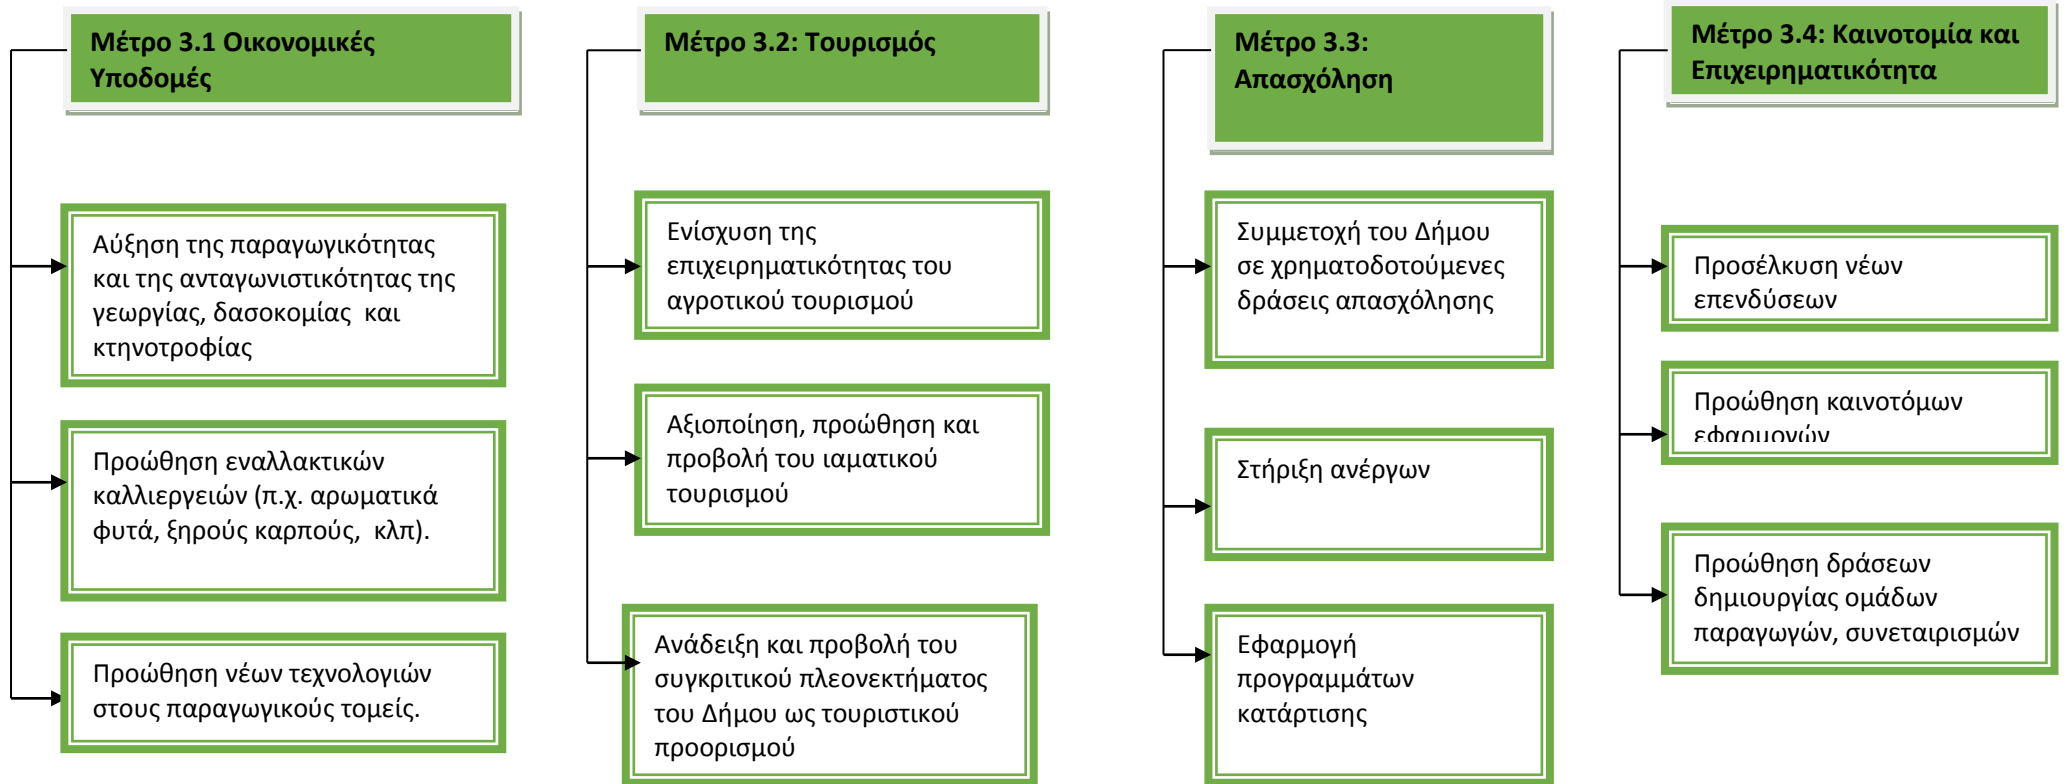 Μέτρο 3.1 Οικονομικές
Υποδομές
Αύξηση της παραγωγικότητας
και της ανταγωνιστικότητας της
γεωργίας, δασοκομίας και
κτηνοτροφίας
Προώθηση εναλλακτικών
καλλιεργειών (π.χ. αρωματικά
φυτά, ξηρούς καρπούς, κλπ).
Προώθηση νέων τεχνολογιών
στους παραγωγικούς τομείς.
Μέτρο 3.2: Τουρισμός
Ενίσχυση της
επιχειρηματικότητας του
αγροτικού τουρισμού
Αξιοποίηση, προώθηση και
προβολή του ιαματικού
τουρισμού
Ανάδειξη και προβολή του
συγκριτικού πλεονεκτήματος
του Δήμου ως τουριστικού
προορισμού
Μέτρο 3.3:
Απασχόληση
Συμμετοχή του Δήμου
σε χρηματοδοτούμενες
δράσεις απασχόλησης
Στήριξη ανέργων
Εφαρμογή
προγραμμάτων
κατάρτισης
Μέτρο 3.4: Καινοτομία και
Επιχειρηματικότητα
Προσέλκυση νέων
επενδύσεων
Προώθηση καινοτόμων
εφαρμογών
Προώθηση δράσεων
δημιουργίας ομάδων
παραγωγών, συνεταιρισμών